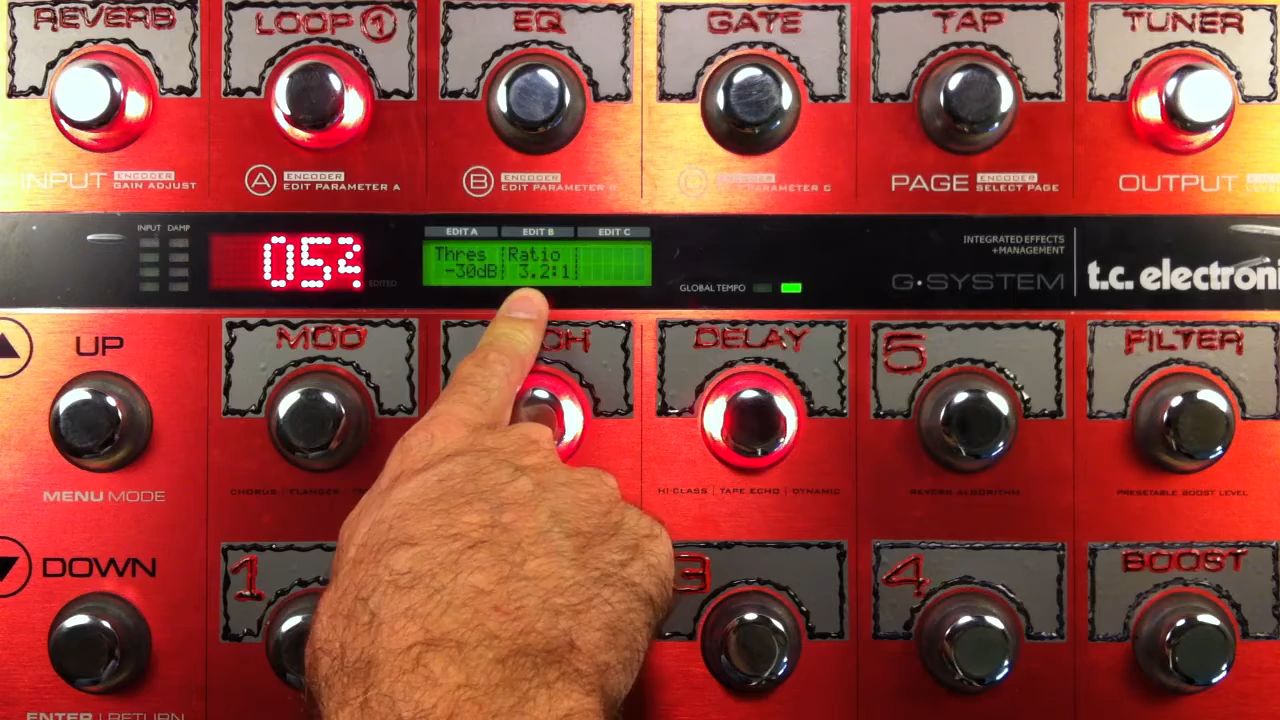 REVERB
LOOP 1
EQ
GATE
TAP
TUNER
INPUT ENCODER GAIN ADJUST
A ENCODER EDIT PARAMETER A
B ENCODER EDIT PARAMETER
ENCODER PARAMETER C
PAGE ENCODER SELECT PAGE
OUTPUT
INPUT DAMP
EDITED
EDIT A EDIT B EDIT C
Thres Ratio
-30dB 3.2:1
GLOBAL TEMPO
INTEGRATED EFFECTS
+MANAGEMENT
G·SYSTEM
t.c. electroni
UP
MOD
CH
DELAY
5
FILTER
MENU MODE
CHORUS | FLANGER
HI-CLASS | TAPE ECHO | DYNAMIC
REVERB ALGORITHM
PRESETABLE BOOST LEVEL
DOWN
1
3
4
BOOST
ENTER | RETURN